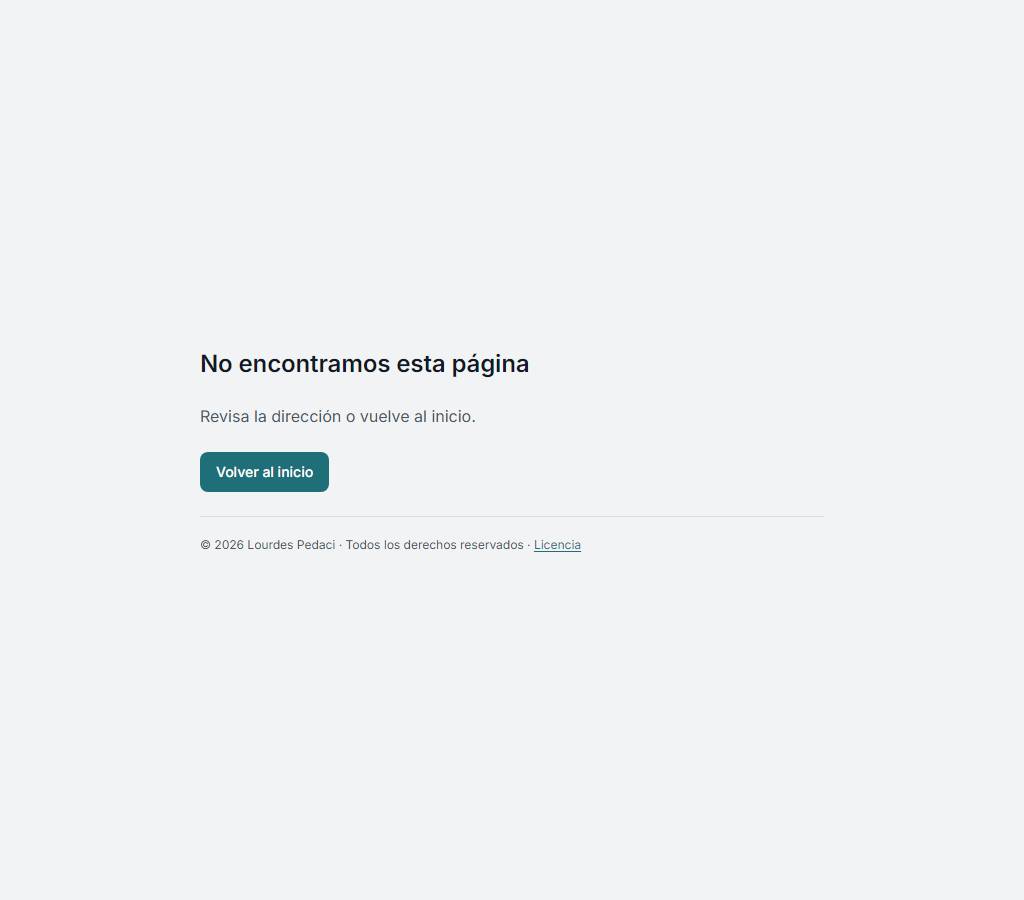 No encontramos esta página
Revisa la dirección o vuelve al inicio.
Volver al inicio
© 2026 Lourdes Pedaci · Todos los derechos reservados · Licencia